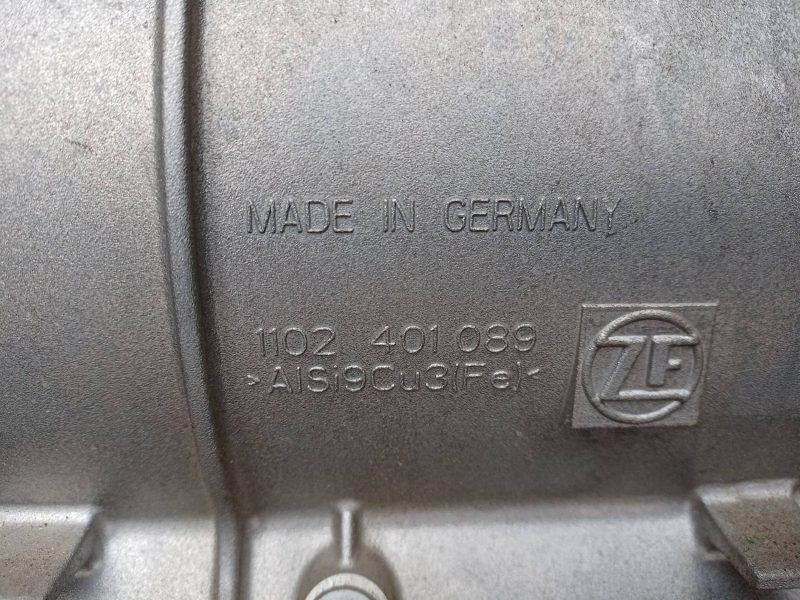 MADE IN GERMANY
1102 401 089
>AlSi9Cu3(Fe)<
ZF